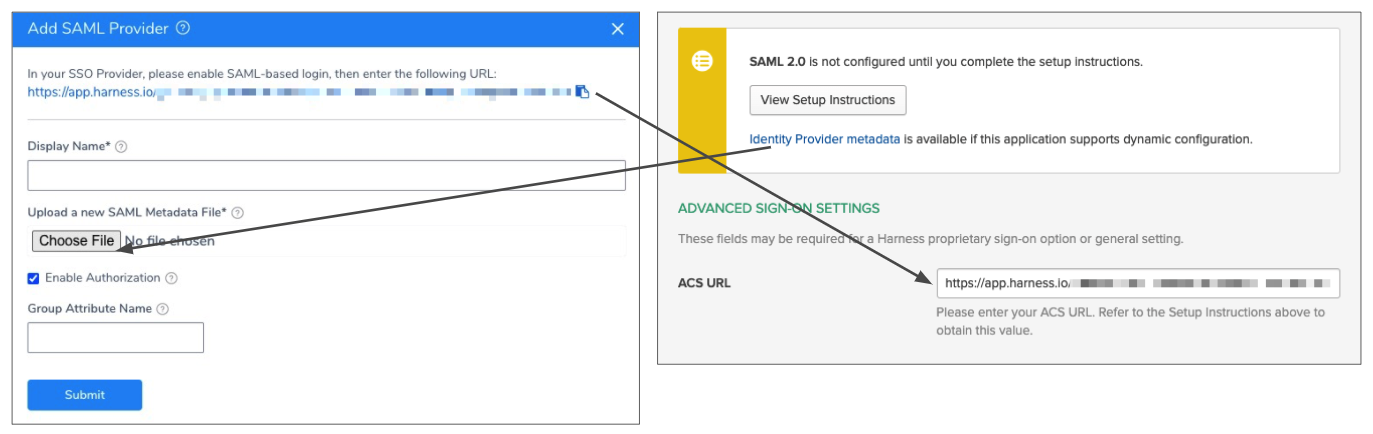 Add SAML Provider
In your SSO Provider, please enable SAML-based login, then enter the following URL:
https://app.harness.io/
Display Name*
Upload a new SAML Metadata File*
Choose File No file chosen
Enable Authorization
Group Attribute Name
Submit
SAML 2.0 is not configured until you complete the setup instructions.
View Setup Instructions
Identity Provider metadata is available if this application supports dynamic configuration.
ADVANCED SIGN-ON SETTINGS
These fields may be required for a Harness proprietary sign-on option or general setting.
ACS URL
https://app.harness.io/
Please enter your ACS URL. Refer to the Setup Instructions above to
obtain this value.